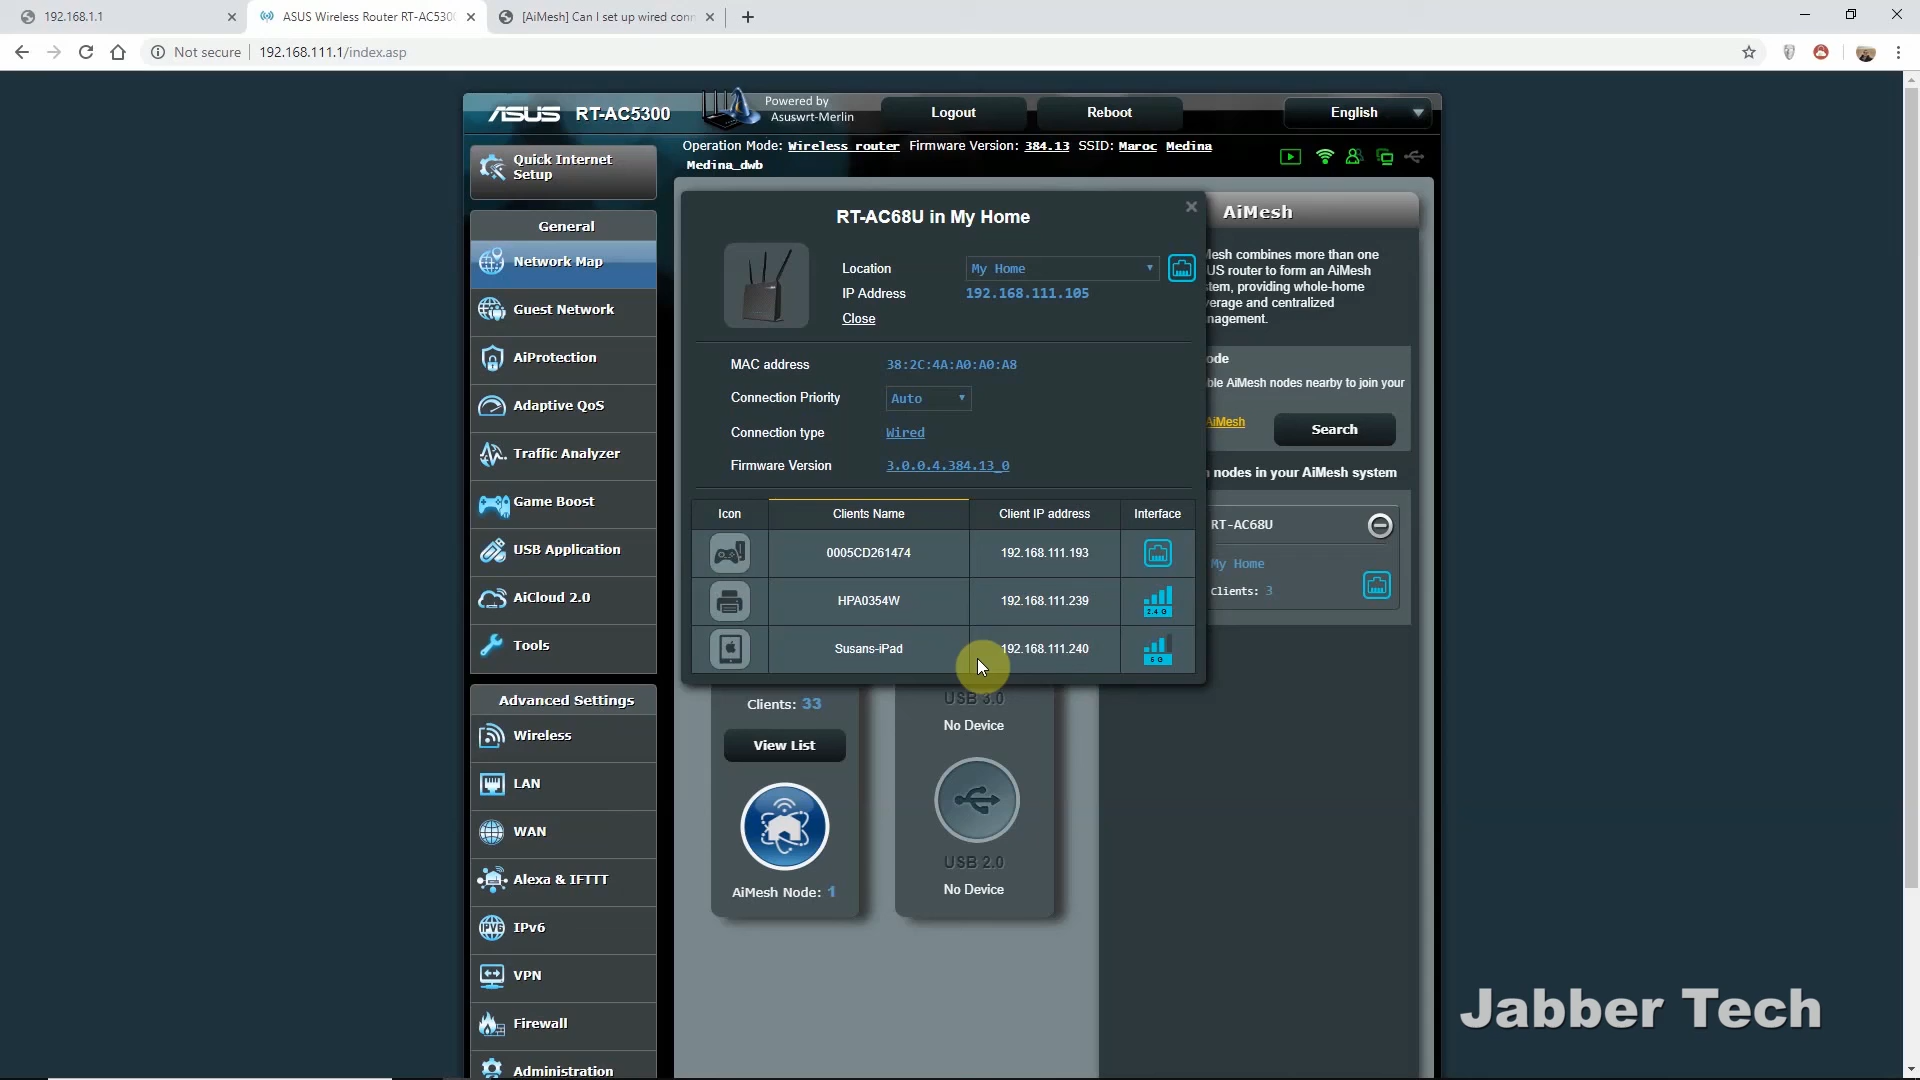 192.168.1.1
ASUS Wireless Router RT-AC530
[AiMesh] Can I set up wired con
Not secure
192.168.111.1/index.asp
ASUS RT-AC5300
Powered by
Asuswrt-Merlin
Logout
Reboot
English
Operation Mode: Wireless router Firmware Version: 384.13 SSID: Maroc Medina
Medina_dwb
Quick Internet
Setup
General
Network Map
Guest Network
AiProtection
Adaptive QoS
Traffic Analyzer
Game Boost
USB Application
AiCloud 2.0
Tools
Advanced Settings
Wireless
LAN
WAN
Alexa & IFTTT
IPv6
VPN
Firewall
Administration
RT-AC68U in My Home
Location
My Home
IP Address
192.168.111.105
Close
MAC address
38:2C:4A:A0:A0:A8
Connection Priority
Auto
Connection type
Wired
Firmware Version
3.0.0.4.384.13_0
Icon
Clients Name
Client IP address
Interface
0005CD261474
192.168.111.193
HPA0354W
192.168.111.239
2.4 G
Susans-iPad
192.168.111.240
5 G
Clients: 33
View List
AiMesh Node: 1
USB 3.0
No Device
USB 2.0
No Device
AiMesh
Mesh combines more than one
US router to form an AiMesh
tem, providing whole-home
verage and centralized
nagement.
ode
ble AiMesh nodes nearby to join your
AiMesh
Search
nodes in your AiMesh system
RT-AC68U
My Home
Clients: 3
Jabber Tech